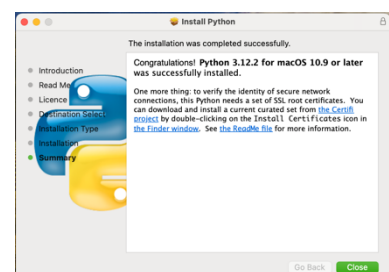 Install Python
The installation was completed successfully.
Introduction
Read Me
Licence
Destination Select
Installation Type
Installation
Summary
Congratulations! Python 3.12.2 for macOS 10.9 or later
was successfully installed.
One more thing: to verify the identity of secure network
connections, this Python needs a set of SSL root certificates. You
can download and install a current curated set from the Certifi
project by double-clicking on the Install Certificates icon in
the Finder window. See the ReadMe file for more information.
Go Back
Close